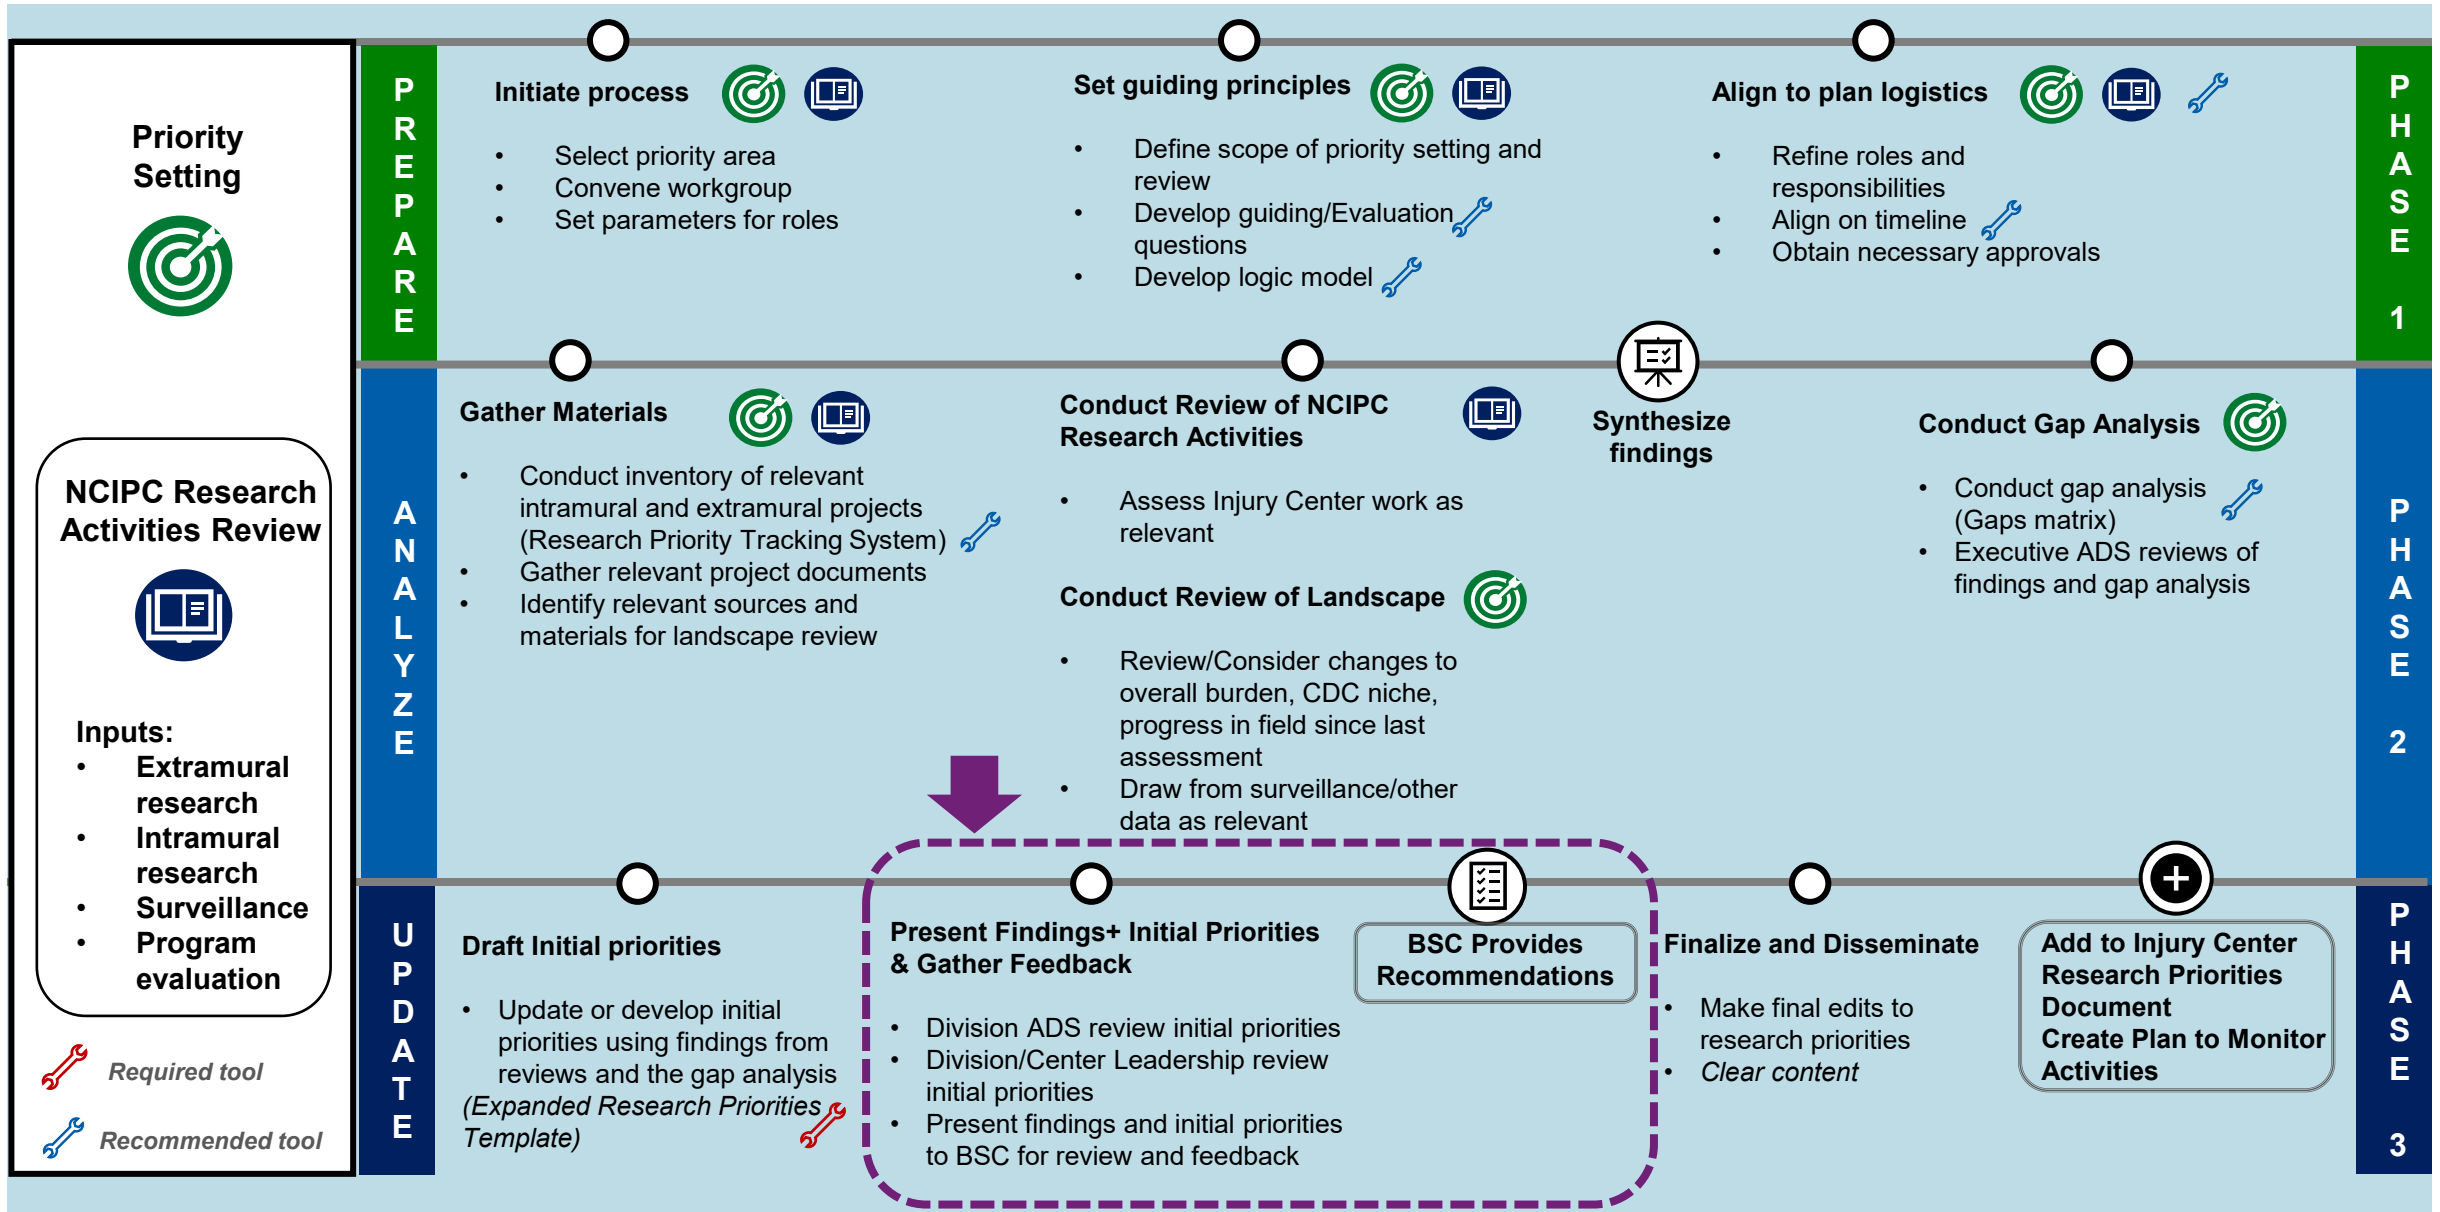 Priority
Setting
NCIPC Research
Activities Review
Inputs:
• Extramural
research
• Intramural
research
• Surveillance
• Program
evaluation
Required tool
Recommended tool
PREPARE
Initiate process
• Select priority area
• Convene workgroup
• Set parameters for roles
Set guiding principles
• Define scope of priority setting and
review
• Develop guiding/Evaluation
questions
• Develop logic model
Align to plan logistics
• Refine roles and
responsibilities
• Align on timeline
• Obtain necessary approvals
PHASE 1
ANALYZE
Gather Materials
• Conduct inventory of relevant
intramural and extramural projects
(Research Priority Tracking System)
• Gather relevant project documents
• Identify relevant sources and
materials for landscape review
Conduct Review of NCIPC
Research Activities
• Assess Injury Center work as
relevant
Conduct Review of Landscape
• Review/Consider changes to
overall burden, CDC niche,
progress in field since last
assessment
• Draw from surveillance/other
data as relevant
Synthesize
findings
Conduct Gap Analysis
• Conduct gap analysis
(Gaps matrix)
• Executive ADS reviews of
findings and gap analysis
PHASE 2
UPDATE
Draft Initial priorities
• Update or develop initial
priorities using findings from
reviews and the gap analysis
(Expanded Research Priorities
Template)
Present Findings+ Initial Priorities
& Gather Feedback
• Division ADS review initial priorities
• Division/Center Leadership review
initial priorities
• Present findings and initial priorities
to BSC for review and feedback
BSC Provides
Recommendations
Finalize and Disseminate
• Make final edits to
research priorities
• Clear content
Add to Injury Center
Research Priorities
Document
Create Plan to Monitor
Activities
PHASE 3